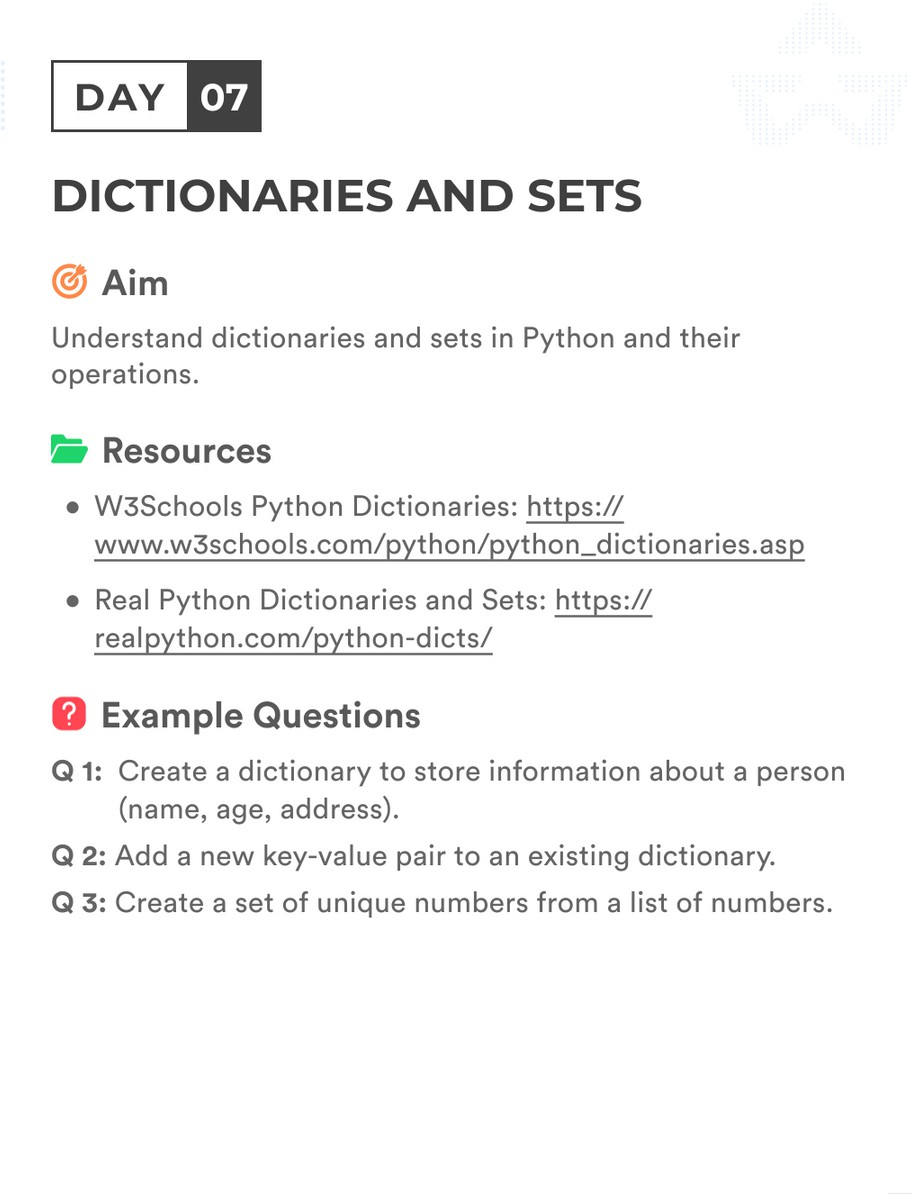 DAY 07
DICTIONARIES AND SETS
Aim
Understand dictionaries and sets in Python and their
operations.
Resources
• W3Schools Python Dictionaries: https://
www.w3schools.com/python/python_dictionaries.asp
• Real Python Dictionaries and Sets: https://
realpython.com/python-dicts/
? Example Questions
Q 1: Create a dictionary to store information about a person
(name, age, address).
Q 2: Add a new key-value pair to an existing dictionary.
Q 3: Create a set of unique numbers from a list of numbers.